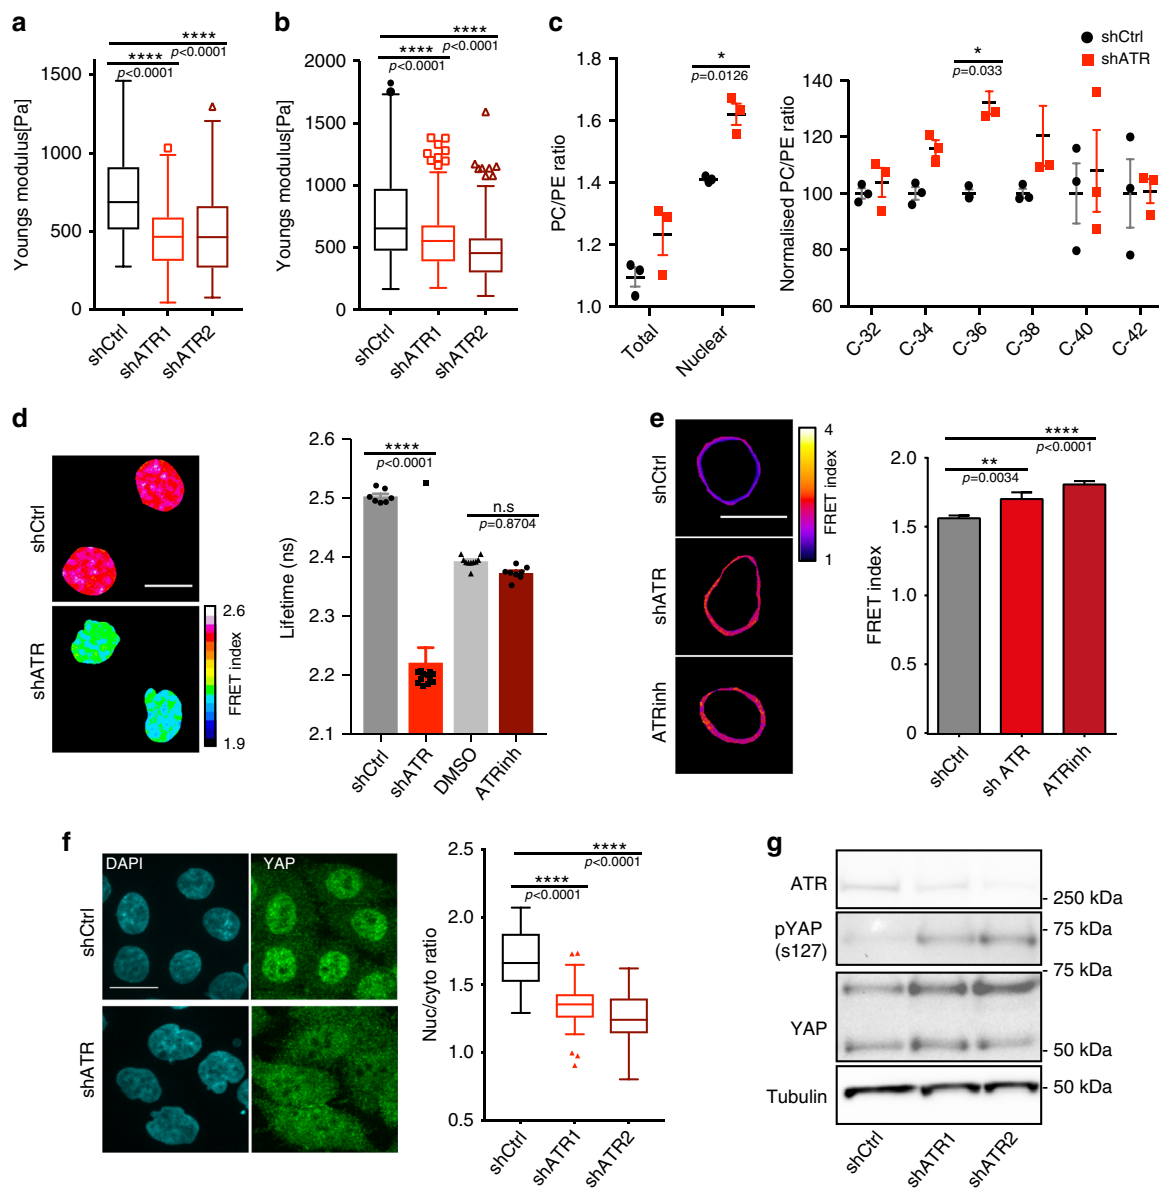 a
****
****
p<0.0001
p<0.0001
Youngs modulus[Pa]
1500
1000
500
0
shCtrl
shATR1
shATR2
b
****
****
p<0.0001
p<0.0001
Youngs modulus[Pa]
2000
1500
1000
500
0
shCtrl
shATR1
shATR2
c
*
p=0.0126
PC/PE ratio
1.8
1.6
1.4
1.2
1.0
Total
Nuclear
shCtrl
shATR
*
p=0.033
Normalised PC/PE ratio
140
120
100
80
60
C-32
C-34
C-36
C-38
C-40
C-42
d
shCtrl
shATR
2.6
FRET index
1.9
Lifetime (ns)
2.6
2.5
2.4
2.3
2.2
2.1
****
p<0.0001
n.s
p=0.8704
shCtrl
shATR
DMSO
ATRinh
e
shCtrl
shATR
ATRinh
4
FRET index
1
****
p<0.0001
**
p=0.0034
FRET index
2.0
1.5
1.0
0.5
0
shCtrl
sh ATR
ATRinh
f
DAPI
YAP
shCtrl
shATR
Nuc/cyto ratio
2.5
2.0
1.5
1.0
0.5
****
p<0.0001
****
p<0.0001
shCtrl
shATR1
shATR2
g
ATR
- 250 kDa
pYAP
(s127)
- 75 kDa
- 75 kDa
YAP
- 50 kDa
Tubulin
- 50 kDa
shCtrl
shATR1
shATR2